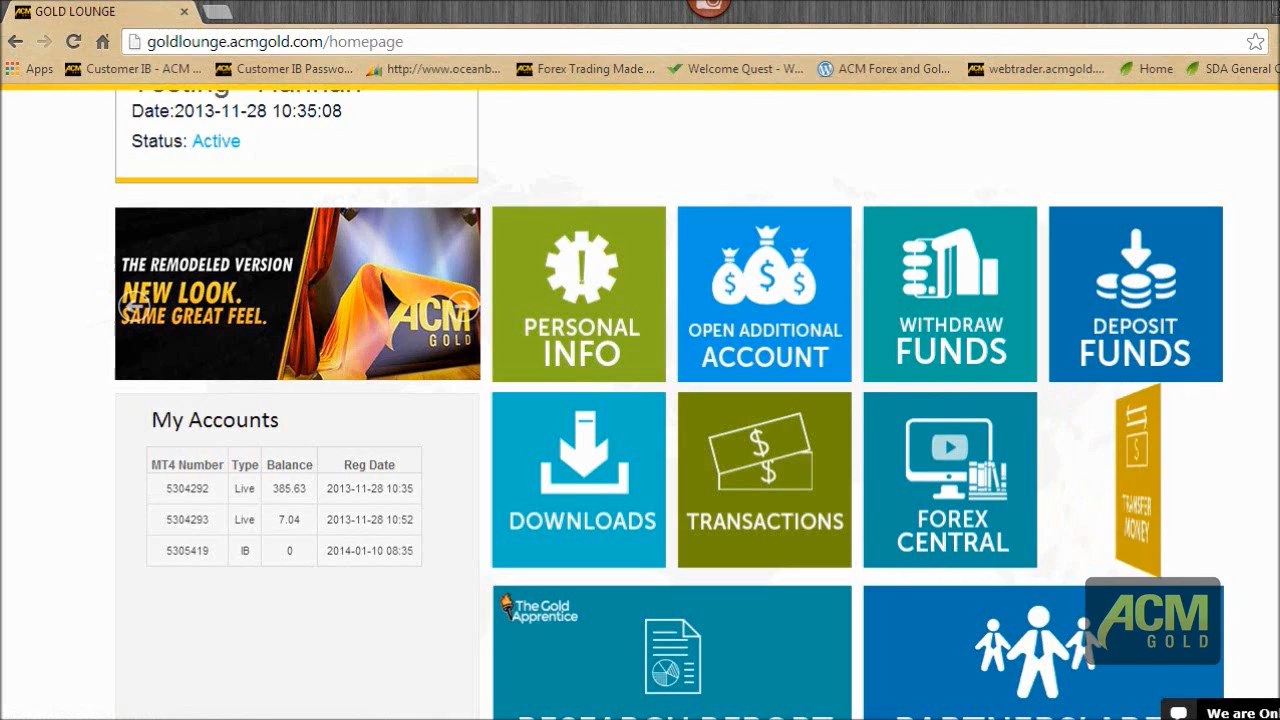 GOLD LOUNGE
goldlounge.acmgold.com/homepage
Apps
Customer IB - ACM ...
Customer IB Passwo...
http://www.oceanb...
Forex Trading Made ...
Welcome Quest - W...
ACM Forex and Gol...
webtrader.acmgold....
Home
SDG General C
Testing - Hannah
Date:2013-11-28 10:35:08
Status: Active
THE REMODELED VERSION
NEW LOOK.
SAME GREAT FEEL.
ACM
GOLD
PERSONAL
INFO
OPEN ADDITIONAL
ACCOUNT
WITHDRAW
FUNDS
DEPOSIT
FUNDS
My Accounts
MT4 Number Type Balance Reg Date
5304292 Live 385.63 2013-11-28 10:35
5304293 Live 7.04 2013-11-28 10:52
5305419 IB 0 2014-01-10 08:35
DOWNLOADS
TRANSACTIONS
FOREX
CENTRAL
TRANSFER
MONEY
The Gold
Apprentice
RESEARCH REPORT
ACM
GOLD
We are On